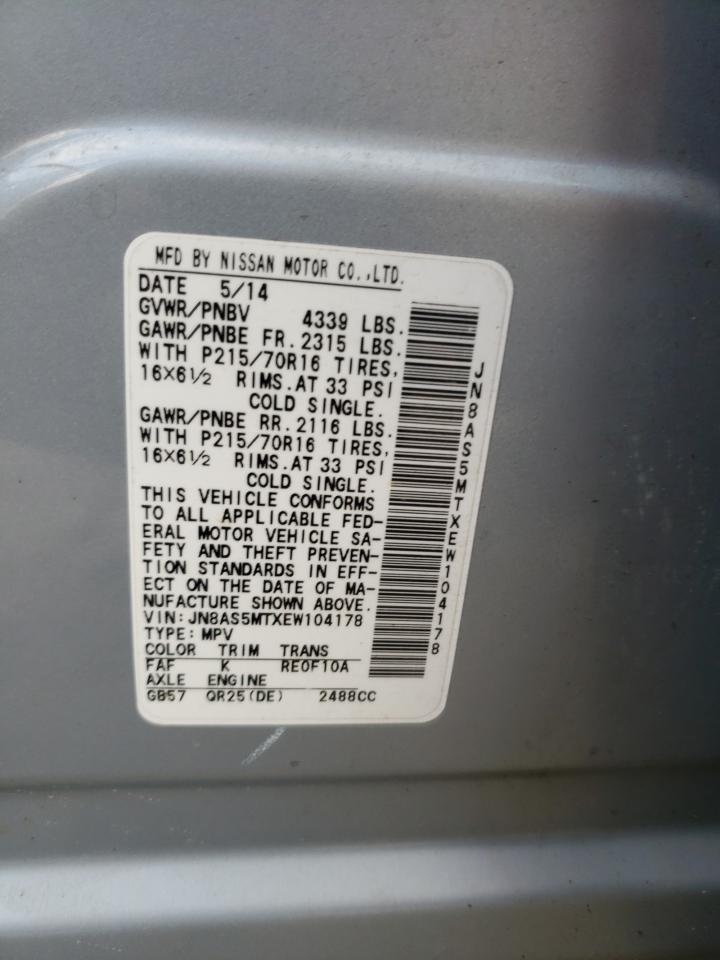 MFD BY NISSAN MOTOR CO.,LTD.
DATE 5/14
GVWR/PNBV 4339 LBS.
GAWR/PNBE FR.2315 LBS.
WITH P215/70R16 TIRES,
16X6½ RIMS.AT 33 PSI
COLD SINGLE.
GAWR/PNBE RR.2116 LBS.
WITH P215/70R16 TIRES,
16X6½ RIMS.AT 33 PSI
COLD SINGLE.
THIS VEHICLE CONFORMS
TO ALL APPLICABLE FED-
ERAL MOTOR VEHICLE SA-
FETY AND THEFT PREVEN-
TION STANDARDS IN EFF-
ECT ON THE DATE OF MA-
NUFACTURE SHOWN ABOVE.
VIN:JN8AS5MTXEW104178
TYPE:MPV
COLOR TRIM TRANS
FAF K RE0F10A
AXLE ENGINE
GB57 QR25(DE) 2488CC
JN8AS5MTXEW104178